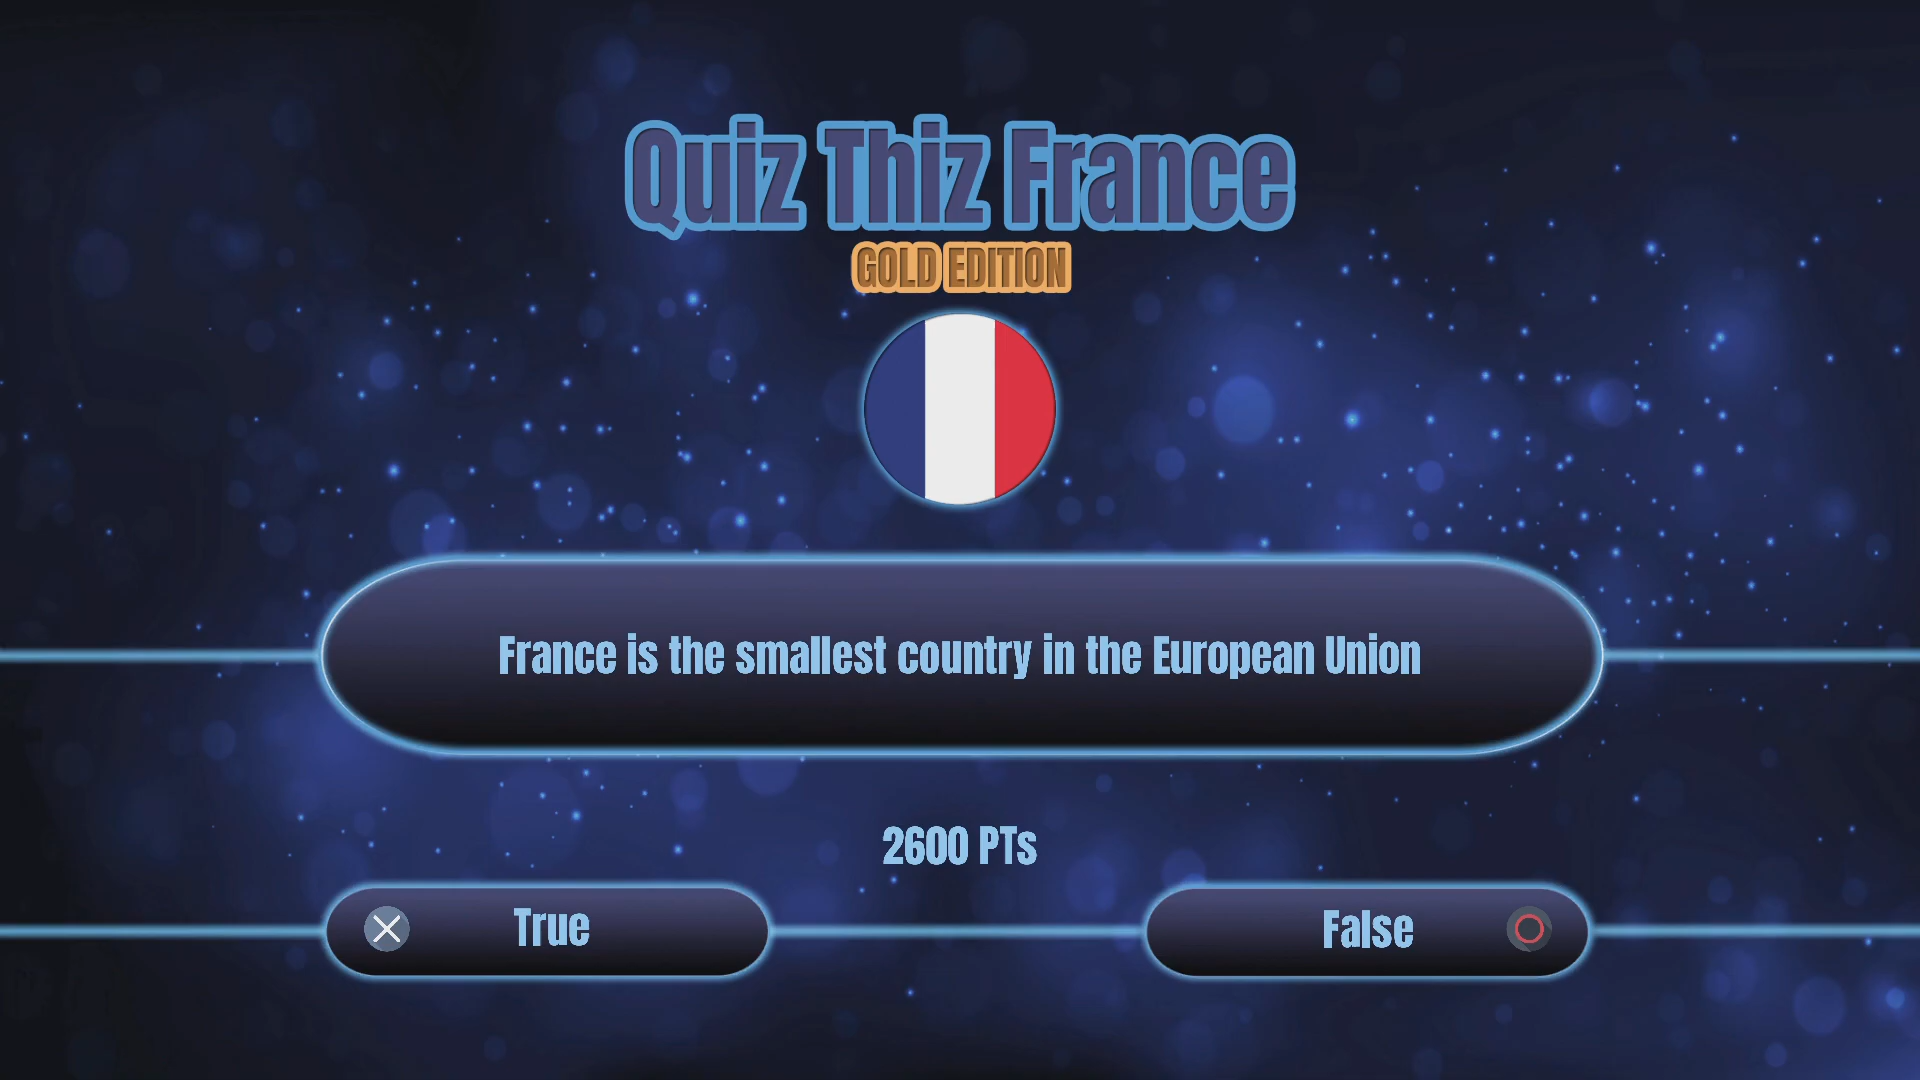 Quiz Thiz France
GOLD EDITION
France is the smallest country in the European Union
2600 PTs
True
False